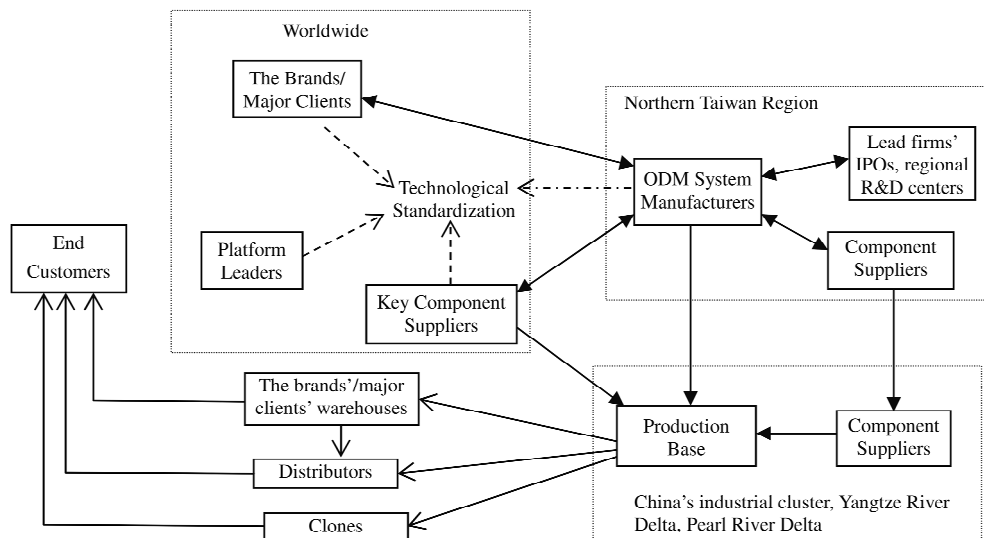 Worldwide
The Brands/
Major Clients
Northern Taiwan Region
Lead firms'
IPOs, regional
R&D centers
ODM System
Manufacturers
Technological
Standardization
End
Customers
Platform
Leaders
Component
Suppliers
Key Component
Suppliers
The brands'/major
clients' warehouses
Production
Base
Component
Suppliers
Distributors
China's industrial cluster, Yangtze River
Delta, Pearl River Delta
Clones